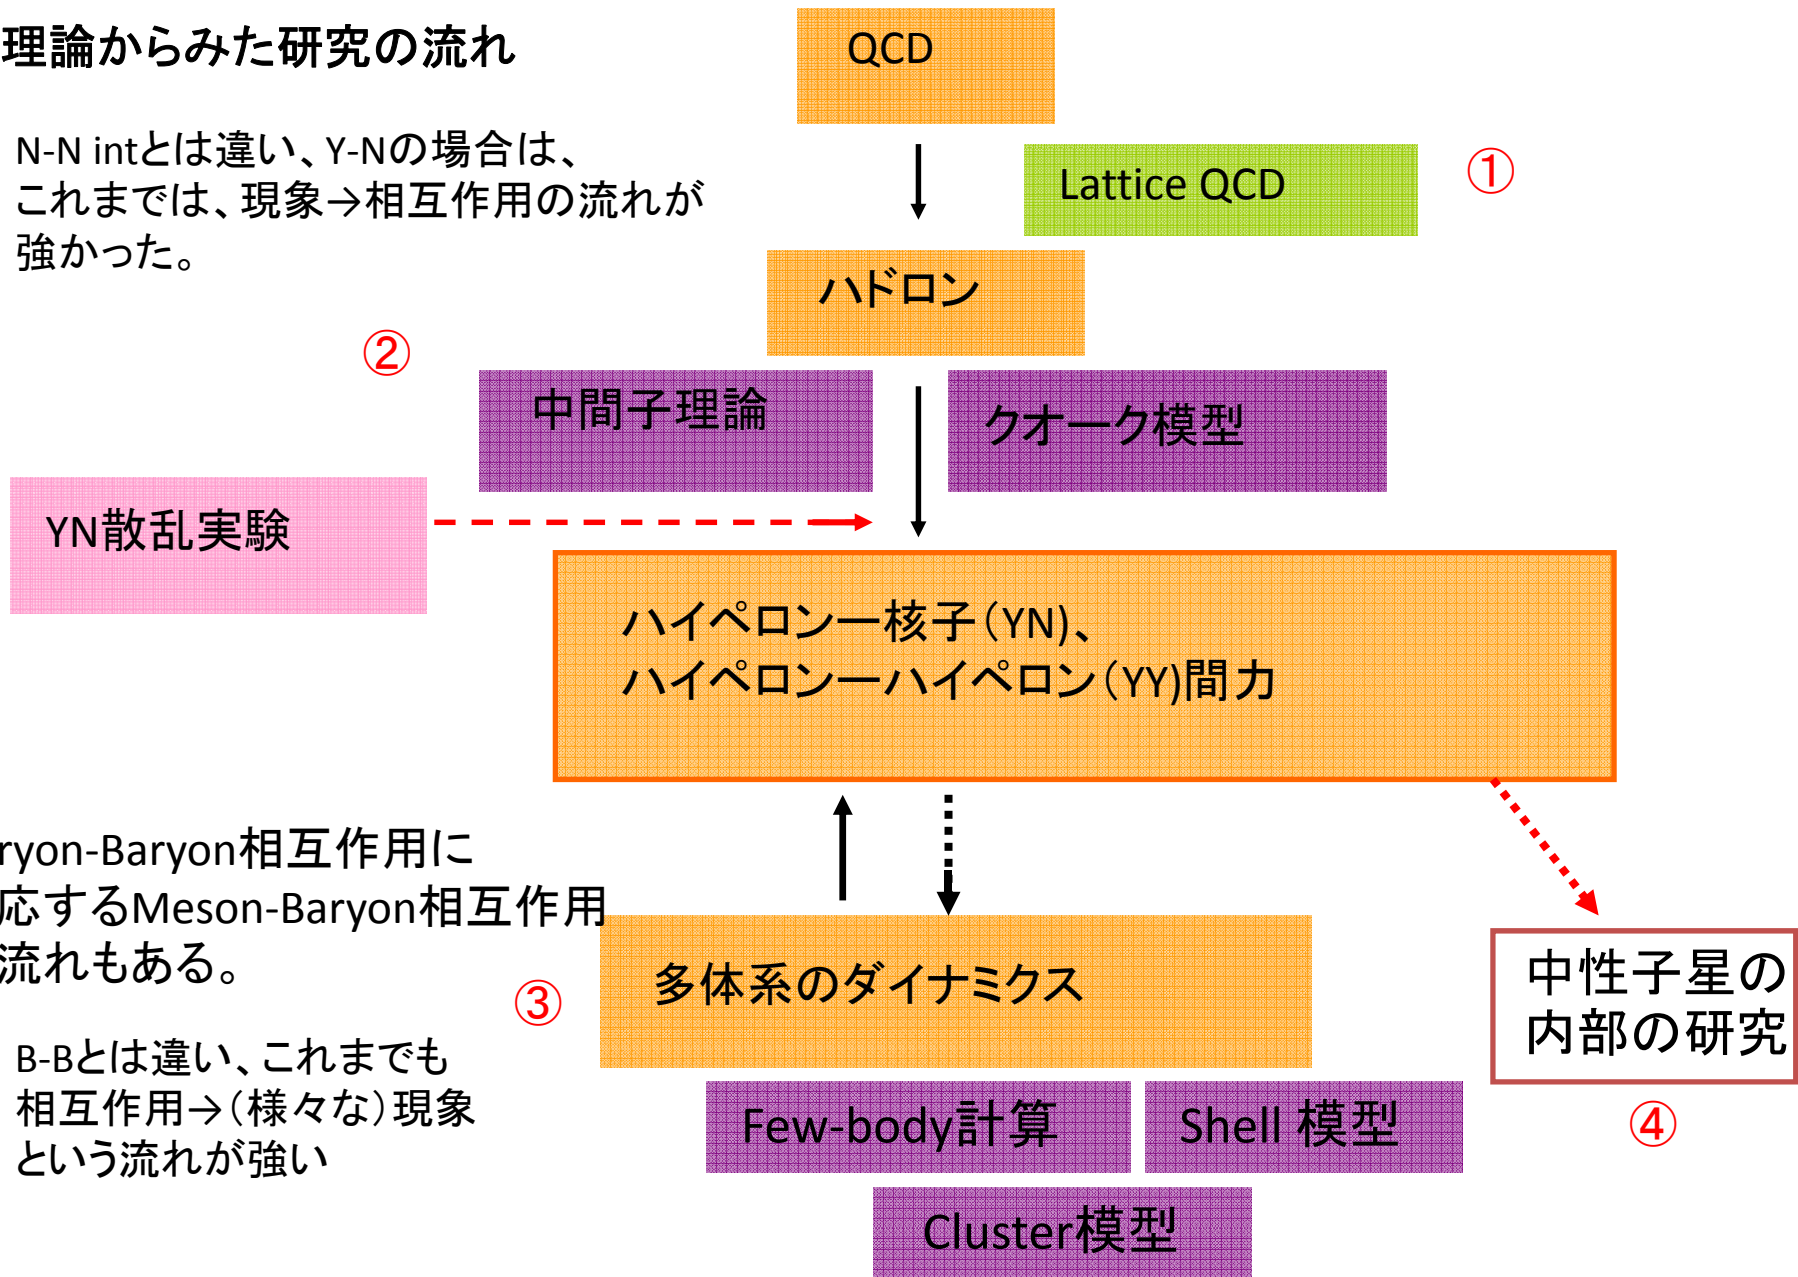 理論からみた研究の流れ
QCD
N-N intとは違い、Y-Nの場合は、
これまでは、現象→相互作用の流れが
強かった。
Lattice QCD
①
ハドロン
②
中間子理論
クオーク模型
YN散乱実験
ハイペロンー核子（YN)、
ハイペロンーハイペロン（YY)間力
ryon-Baryon相互作用に
応するMeson-Baryon相互作用
流れもある。
③
多体系のダイナミクス
中性子星の
内部の研究
④
B-Bとは違い、これまでも
相互作用→（様々な）現象
という流れが強い
Few-body計算
Shell 模型
Cluster模型